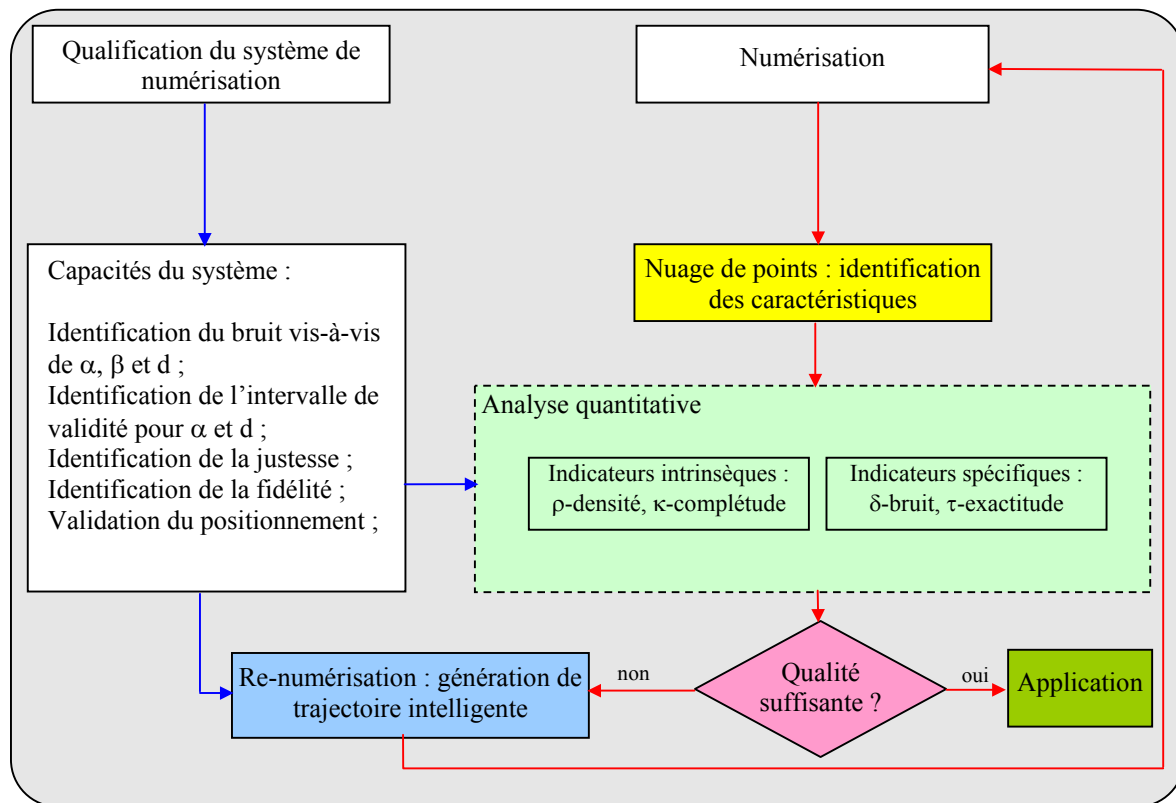 Qualification du système de
numérisation
Numérisation
Capacités du système :
Identification du bruit vis-à-vis
de α, β et d ;
Identification de l’intervalle de
validité pour α et d ;
Identification de la justesse ;
Identification de la fidélité ;
Validation du positionnement ;
Nuage de points : identification
des caractéristiques
Analyse quantitative
Indicateurs intrinsèques :
ρ-densité, κ-complétude
Indicateurs spécifiques :
δ-bruit, τ-exactitude
Re-numérisation : génération de
trajectoire intelligente
non
Qualité
suffisante ?
oui
Application